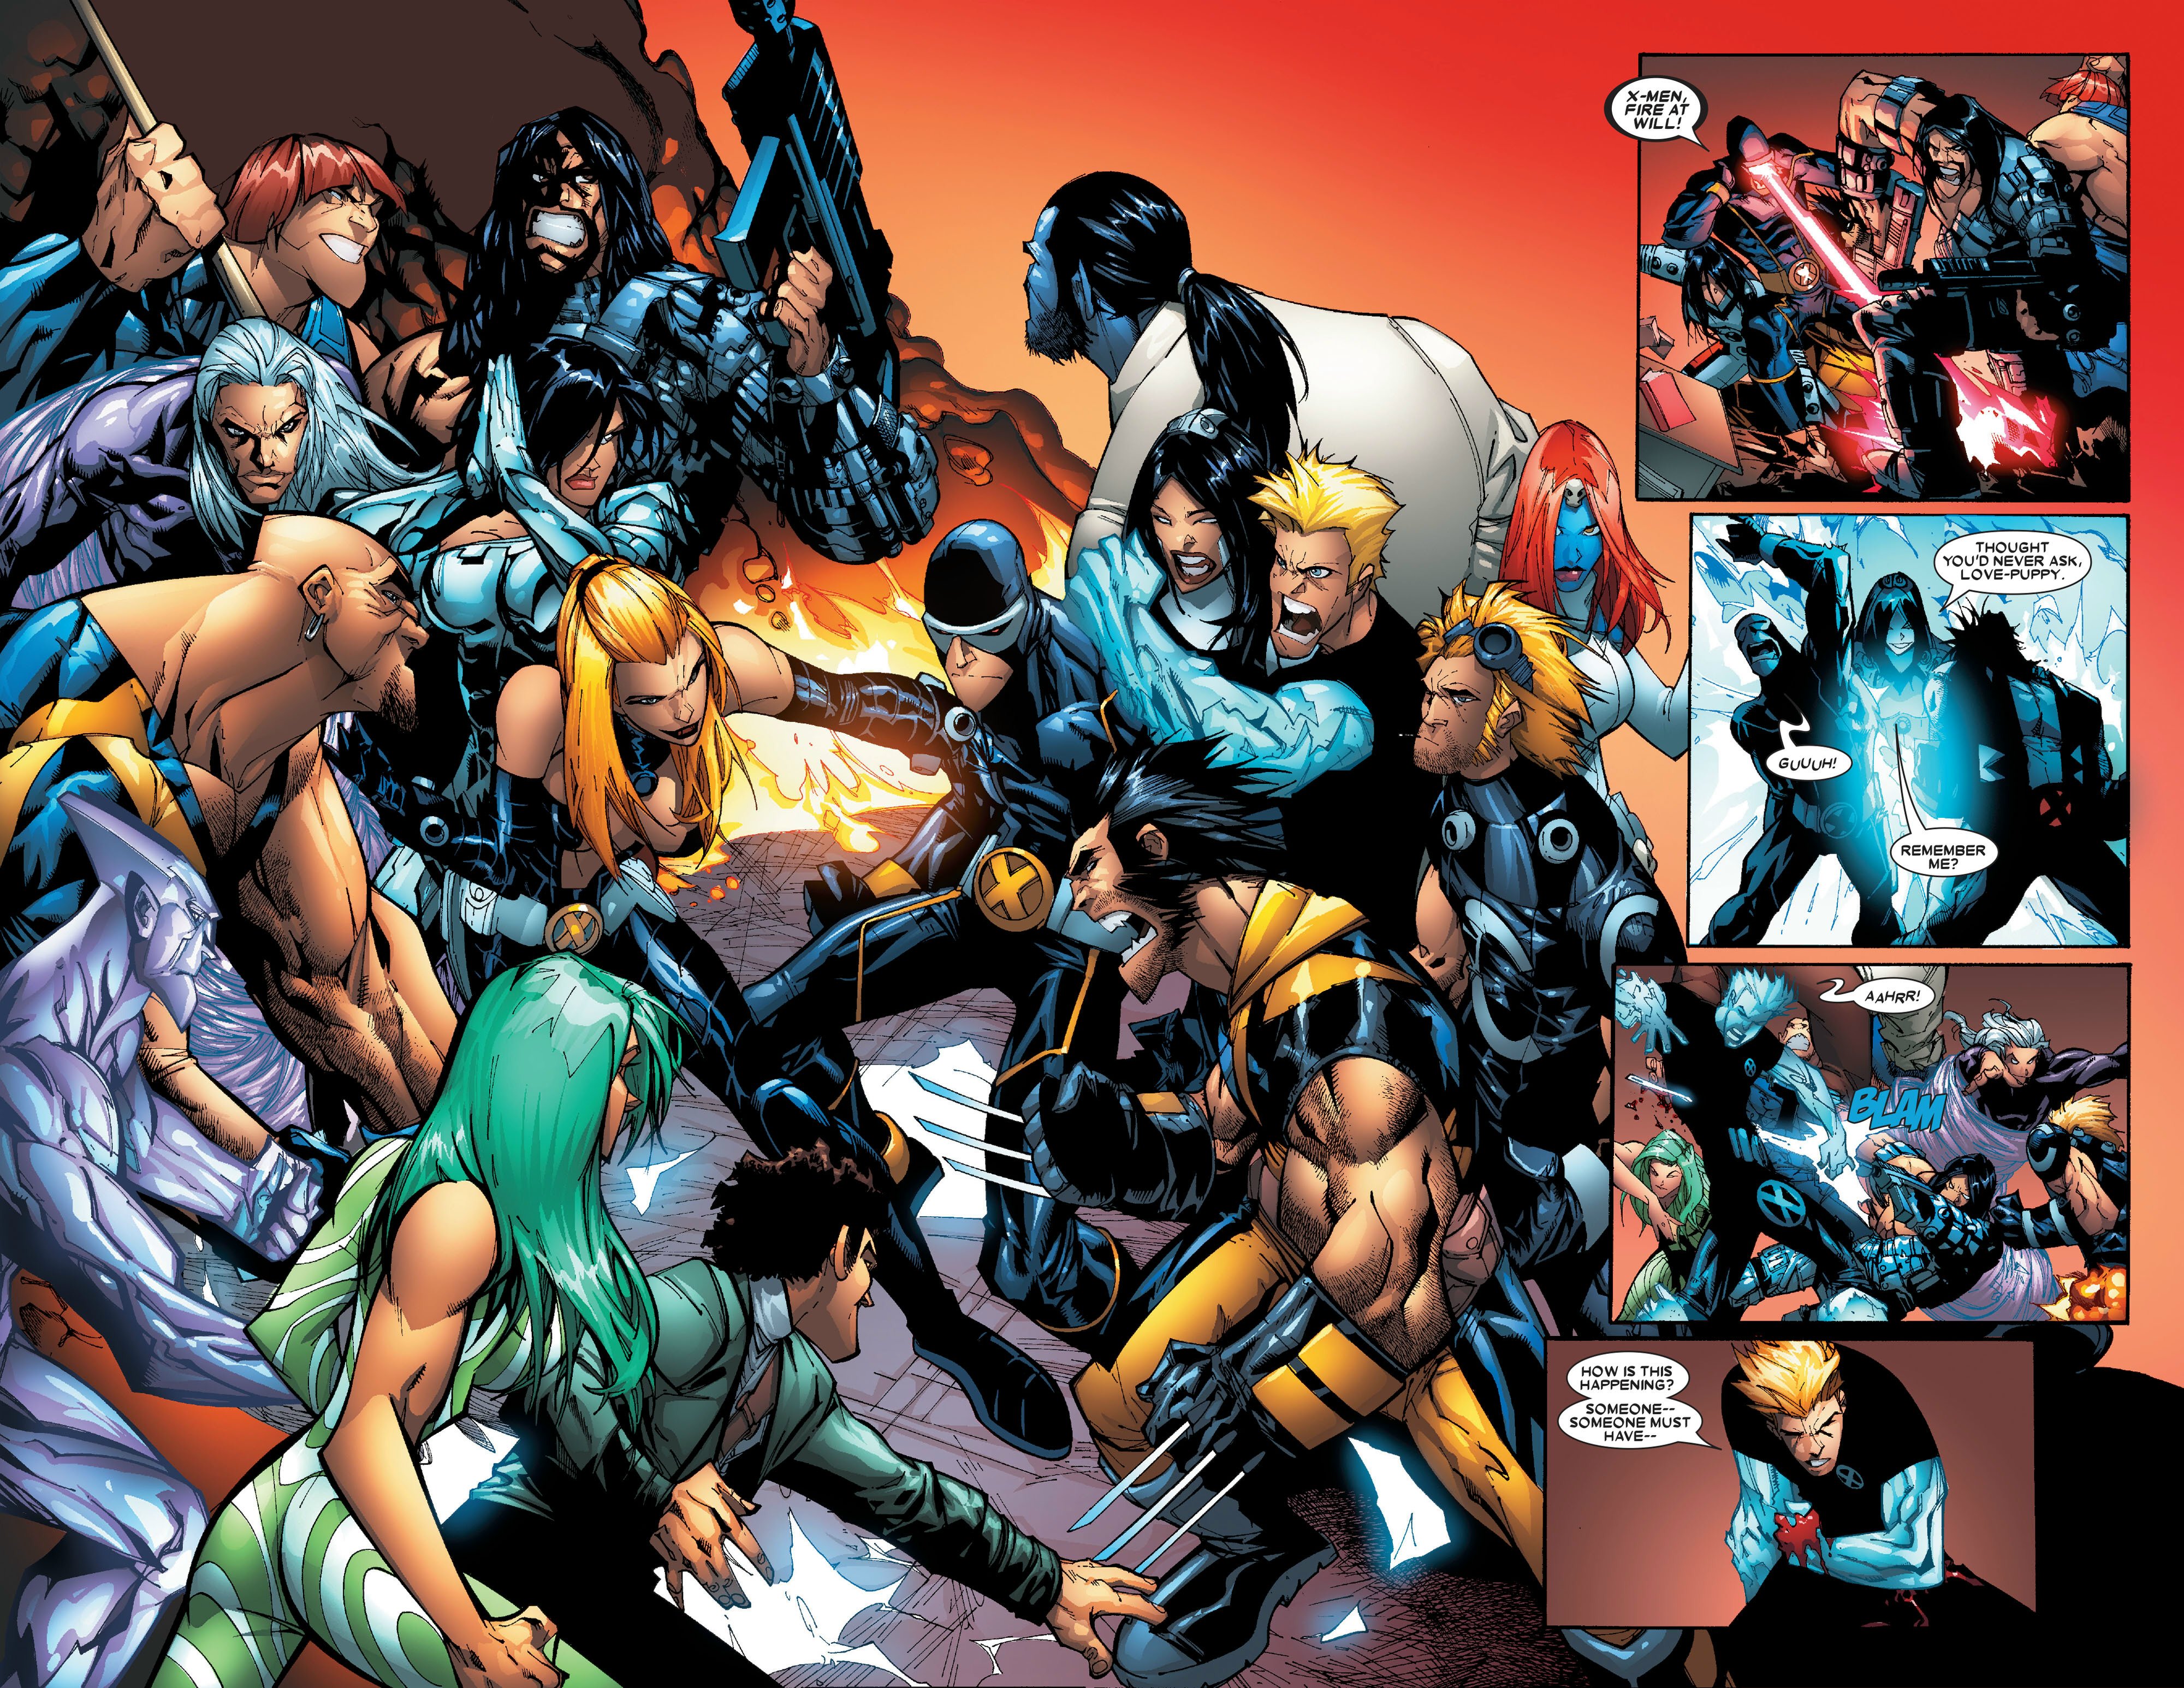 X-MEN,
FIRE AT
WILL!
THOUGHT
YOU'D NEVER ASK,
LOVE-PUPPY.
GUUUH!
REMEMBER
ME?
AAHRR!
BLAM
HOW IS THIS
HAPPENING?
SOMEONE--
SOMEONE MUST
HAVE--